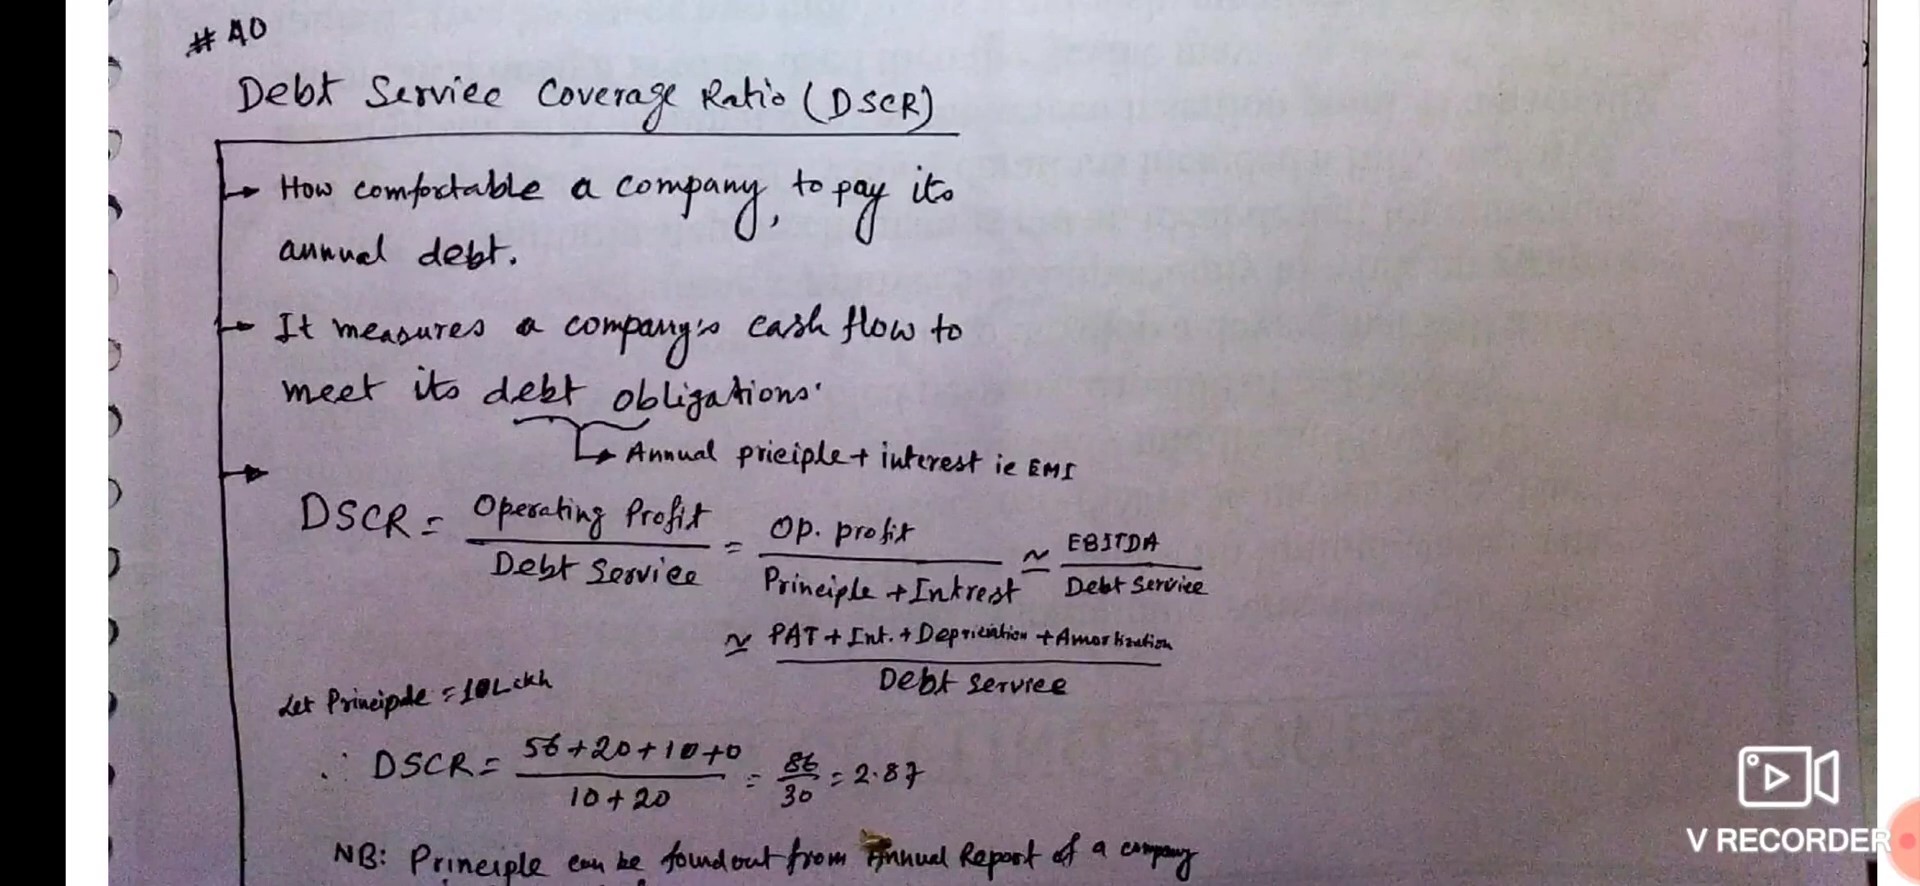 # 40
Debt Service Coverage Ratio (DSCR)
→ How comfortable a company, to pay its
annual debt.
→ It measures a company's cash flow to
meet its debt obligations.
→ Annual priciple + interest ie EMI
→ DSCR = Operating Profit / Debt Service = Op. profit / Principle + Intrest ≃ EBITDA / Debt Service
≃ PAT + Int. + Depriciation + Amortization / Debt Service
Let Principle = 10 Lakh
∴ DSCR = 56+20+10+0 / 10+20 = 86 / 30 = 2.87
NB: Principle can be found out from Annual Report of a company
V RECORDER